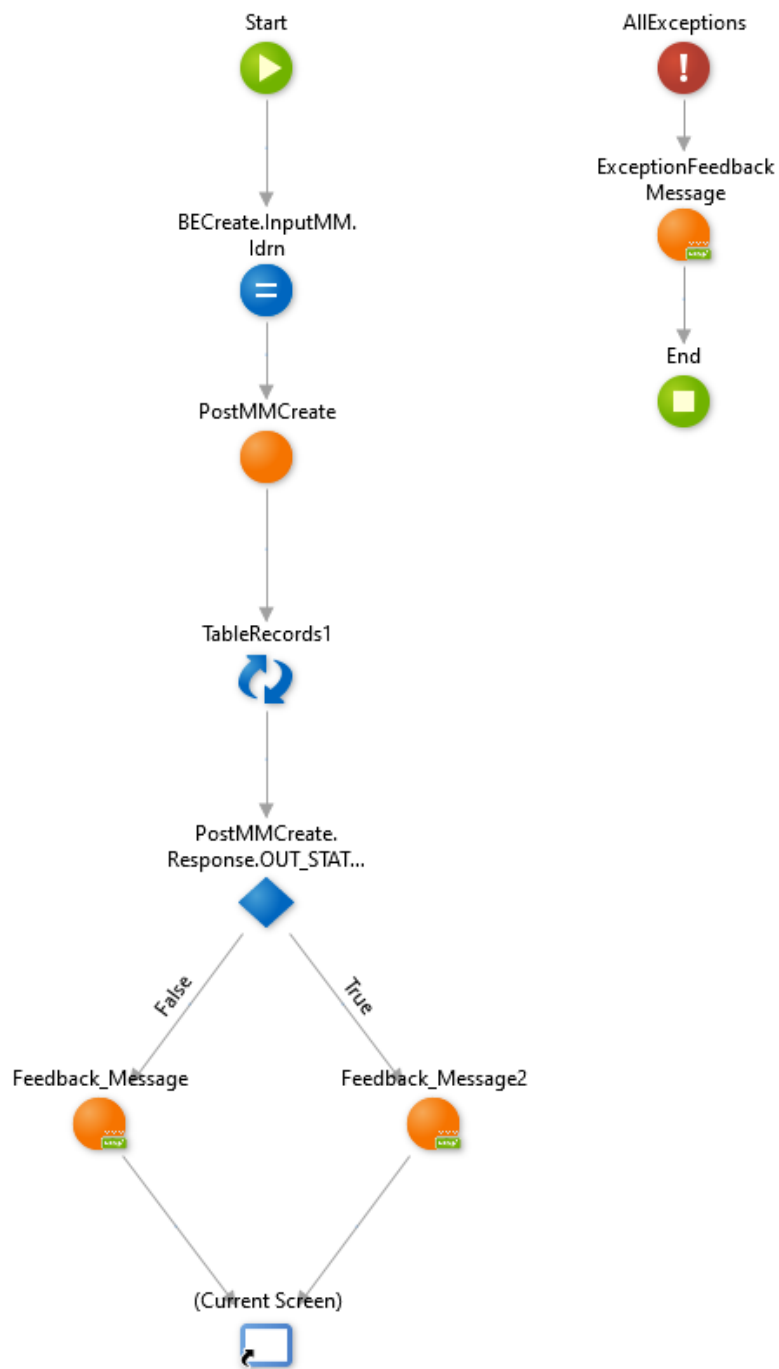 Start
BECreate.InputMM.
Idrn
PostMMCreate
TableRecords1
PostMMCreate.
Response.OUT_STAT...
False
True
Feedback_Message
Feedback_Message2
(Current Screen)
AllExceptions
ExceptionFeedback
Message
End